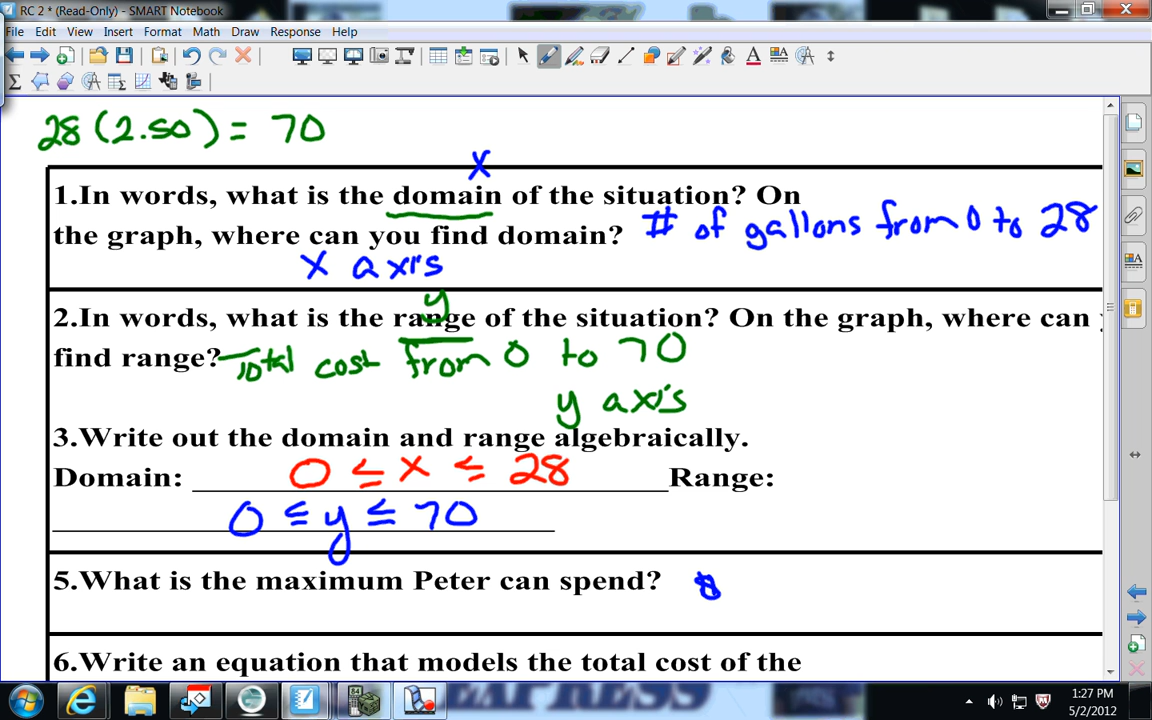 RC 2 * (Read-Only) - SMART Notebook
File Edit View Insert Format Math Draw Response Help
28 (2.50) = 70
x
1.In words, what is the domain of the situation? On
the graph, where can you find domain? # of gallons from 0 to 28
x axis
y
2.In words, what is the range of the situation? On the graph, where can y
find range? Total cost from 0 to 70
y axis
3.Write out the domain and range algebraically.
Domain: 0 ≤ x ≤ 28 Range:
0 ≤ y ≤ 70
5.What is the maximum Peter can spend?
6.Write an equation that models the total cost of the
EXPRESS
1:27 PM
5/2/2012